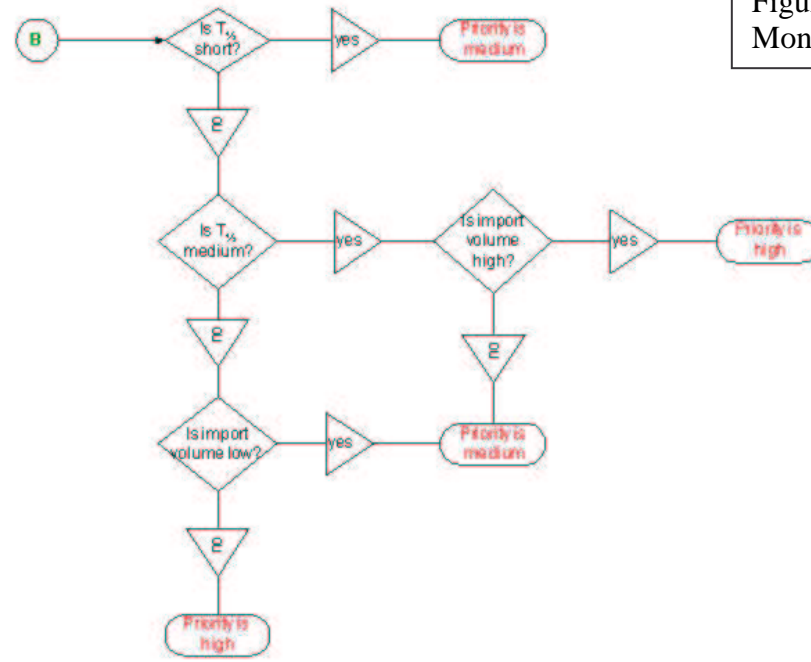 Figu
Mon
B
Is T½
short?
yes
Priority is
medium
no
Is T½
medium?
yes
Is import
volume
high?
yes
Priority is
high
no
no
Is import
volume low?
yes
Priority is
medium
no
Priority is
high